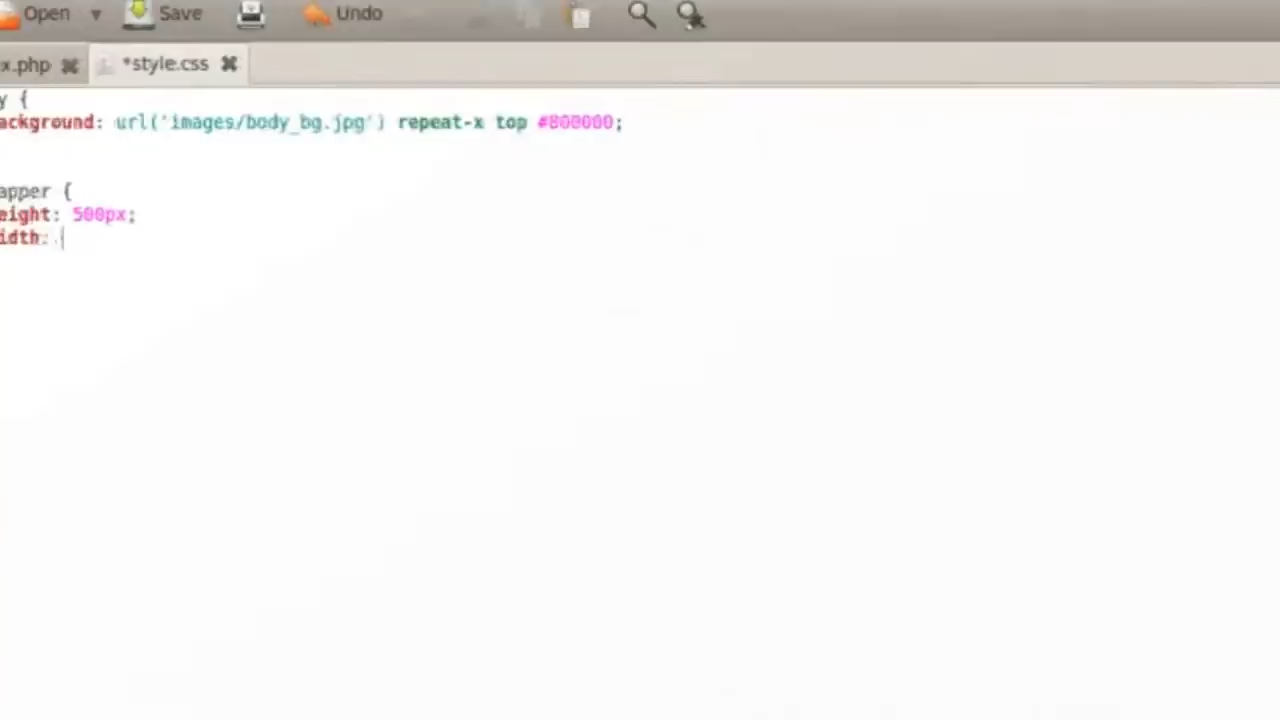 Open Save Undo
x.php *style.css
y {
ackground: url('images/body_bg.jpg') repeat-x top #800000;
apper {
eight: 500px;
idth: